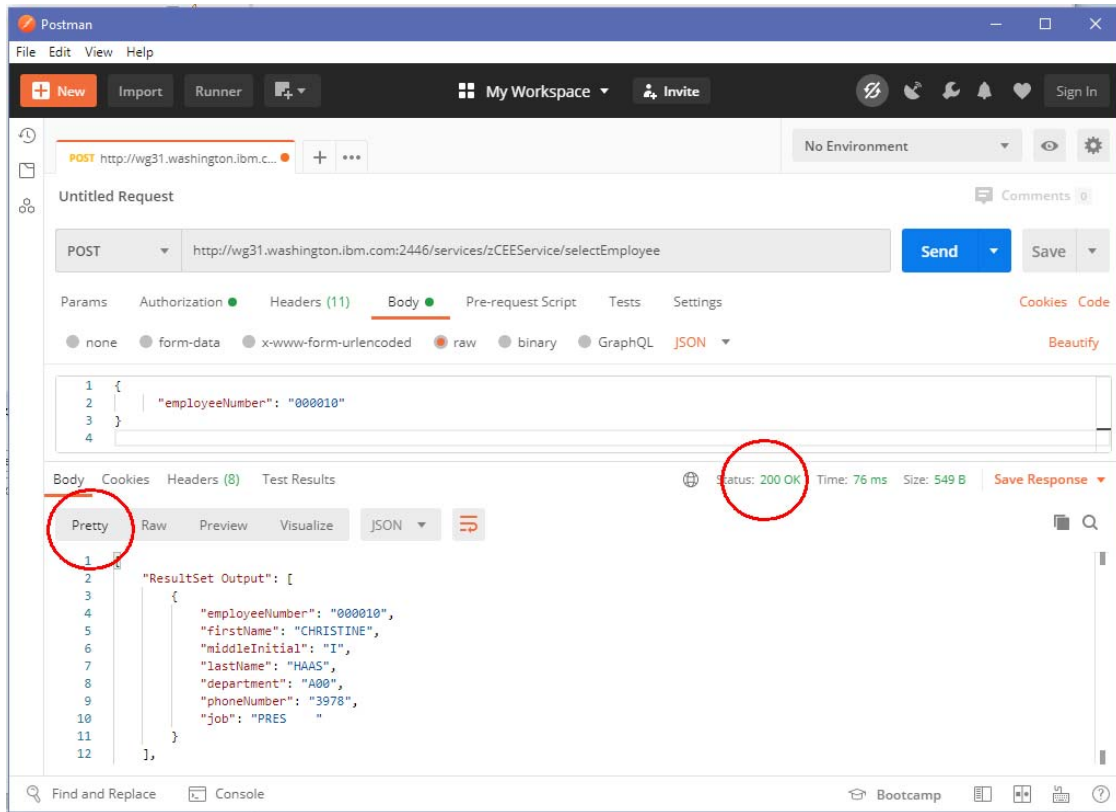 Postman
File Edit View Help
New Import Runner My Workspace Invite Sign In
POST http://wg31.washington.ibm.c... + ••• No Environment
Untitled Request Comments 0
POST http://wg31.washington.ibm.com:2446/services/zCEEService/selectEmployee Send Save
Params Authorization Headers (11) Body Pre-request Script Tests Settings Cookies Code
none form-data x-www-form-urlencoded raw binary GraphQL JSON Beautify
1 {
2 "employeeNumber": "000010"
3 }
4
Body Cookies Headers (8) Test Results Status: 200 OK Time: 76 ms Size: 549 B Save Response
Pretty Raw Preview Visualize JSON
1 {
2 "ResultSet Output": [
3 {
4 "employeeNumber": "000010",
5 "firstName": "CHRISTINE",
6 "middleInitial": "I",
7 "lastName": "HAAS",
8 "department": "A00",
9 "phoneNumber": "3978",
10 "job": "PRES    "
11 }
12 ],
Find and Replace Console Bootcamp